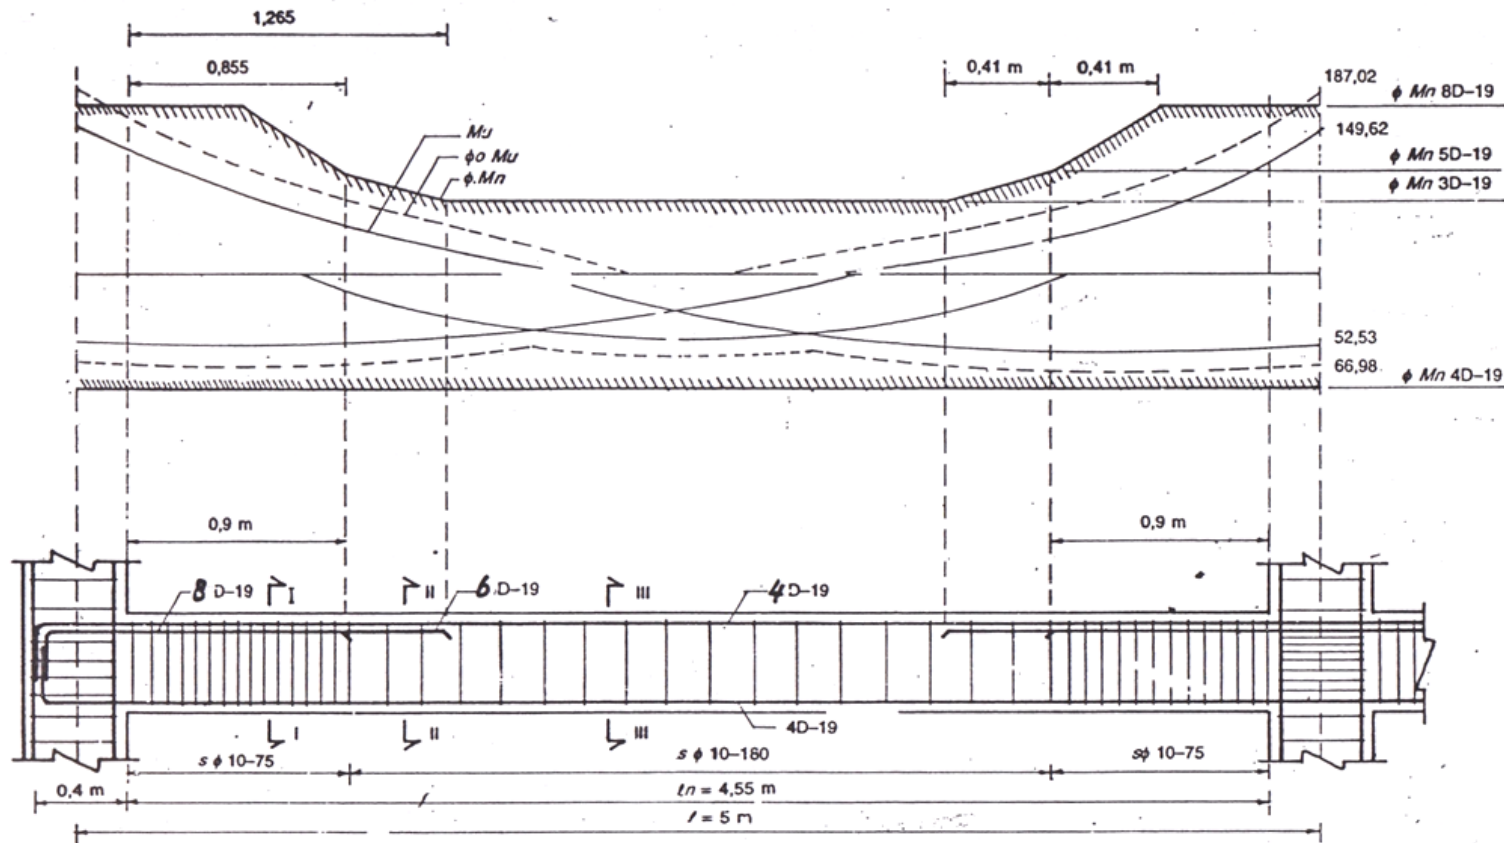 1,265
0,855
0,41 m
0,41 m
187,02
ϕ Mn 8D-19
Mu
149,62
ϕo Mu
ϕ Mn 5D-19
ϕ.Mn
ϕ Mn 3D-19
52,53
66,98
ϕ Mn 4D-19
0,9 m
0,9 m
8 D-19
I
II
6 D-19
III
4 D-19
4D-19
I
II
III
s ϕ 10-75
s ϕ 10-180
sϕ 10-75
0,4 m
ℓn = 4,55 m
l = 5 m